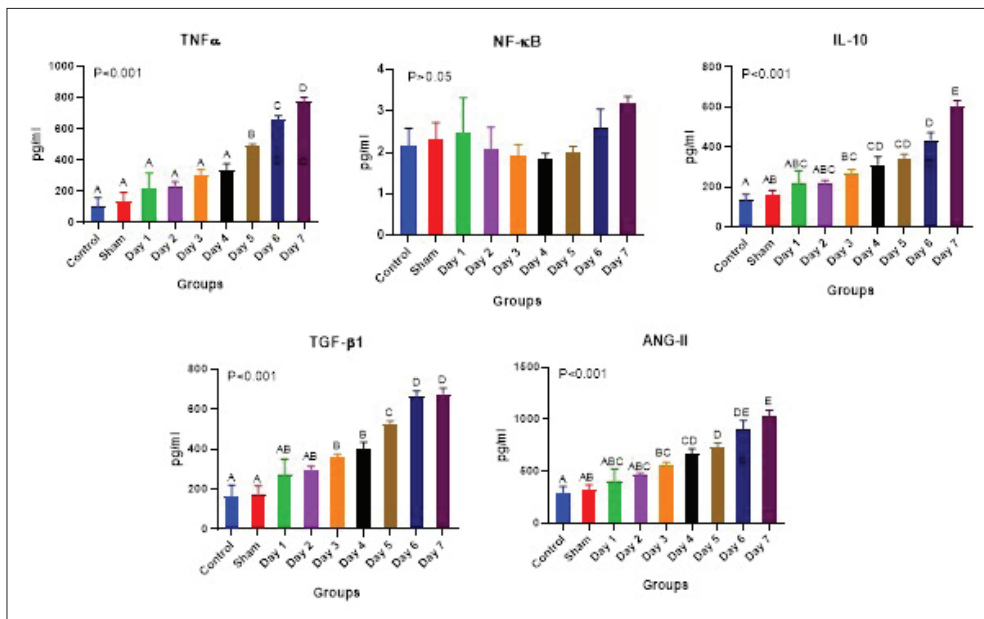 TNFα
P<0.001
1000
800
600
400
200
0
pg/ml
A
A
A
A
A
A
B
C
D
Control
Sham
Day 1
Day 2
Day 3
Day 4
Day 5
Day 6
Day 7
Groups
NF-κB
P>0.05
4
3
2
1
0
pg/ml
Control
Sham
Day 1
Day 2
Day 3
Day 4
Day 5
Day 6
Day 7
Groups
IL-10
P<0.001
800
600
400
200
0
pg/ml
A
AB
ABC
ABC
BC
CD
CD
D
E
Control
Sham
Day 1
Day 2
Day 3
Day 4
Day 5
Day 6
Day 7
Groups
TGF-β1
P<0.001
800
600
400
200
0
pg/ml
A
A
AB
AB
B
B
C
D
D
Control
Sham
Day 1
Day 2
Day 3
Day 4
Day 5
Day 6
Day 7
Groups
ANG-II
P<0.001
1500
1000
500
0
pg/ml
A
AB
ABC
ABC
BC
CD
D
DE
E
Control
Sham
Day 1
Day 2
Day 3
Day 4
Day 5
Day 6
Day 7
Groups